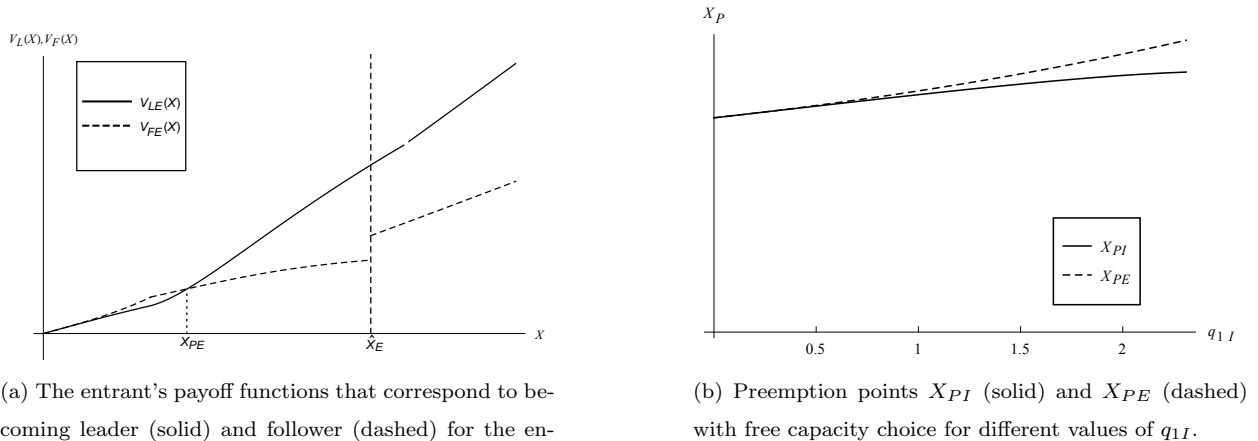 V_L(X),V_F(X)
V_LE(X)
V_FE(X)
X_PE
X̂_E
X
(a) The entrant's payoff functions that correspond to be-
coming leader (solid) and follower (dashed) for the en-
X_P
X_PI
X_PE
0.5
1
1.5
2
q_1I
(b) Preemption points X_PI (solid) and X_PE (dashed)
with free capacity choice for different values of q_1I.